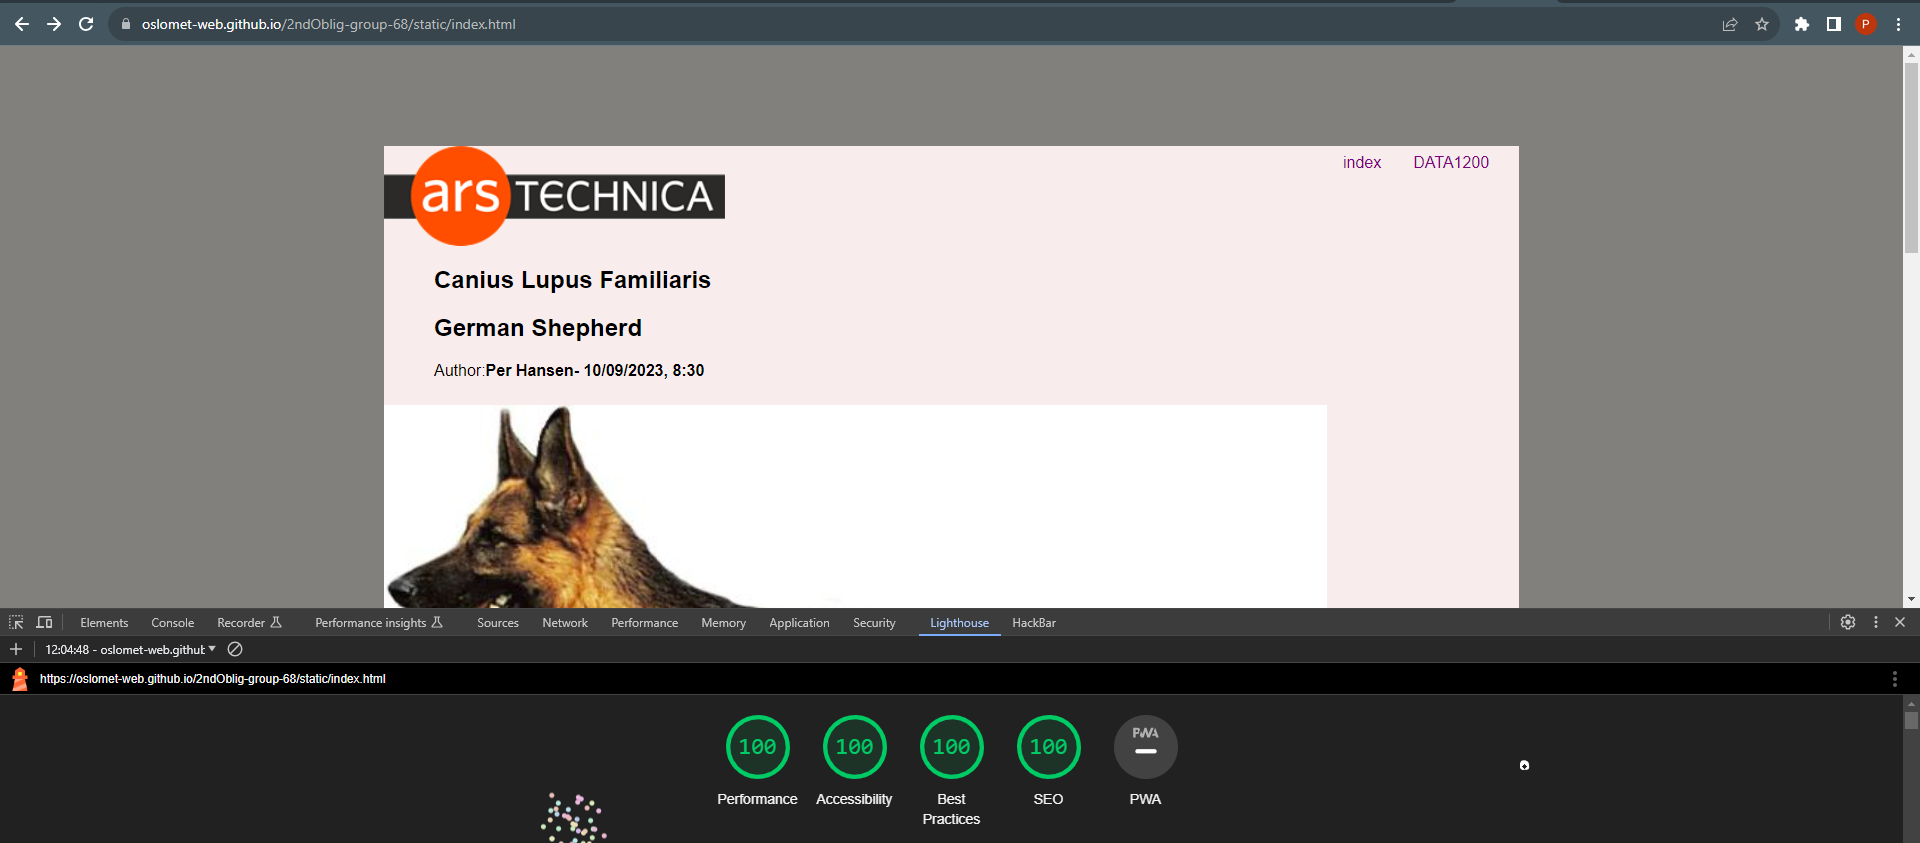 oslomet-web.github.io/2ndOblig-group-68/static/index.html
P
ars TECHNICA
index DATA1200
Canius Lupus Familiaris
German Shepherd
Author:Per Hansen- 10/09/2023, 8:30
Elements Console Recorder Performance insights Sources Network Performance Memory Application Security Lighthouse HackBar
12:04:48 - oslomet-web.github
https://oslomet-web.github.io/2ndOblig-group-68/static/index.html
100 100 100 100 PWA
Performance Accessibility Best Practices SEO PWA